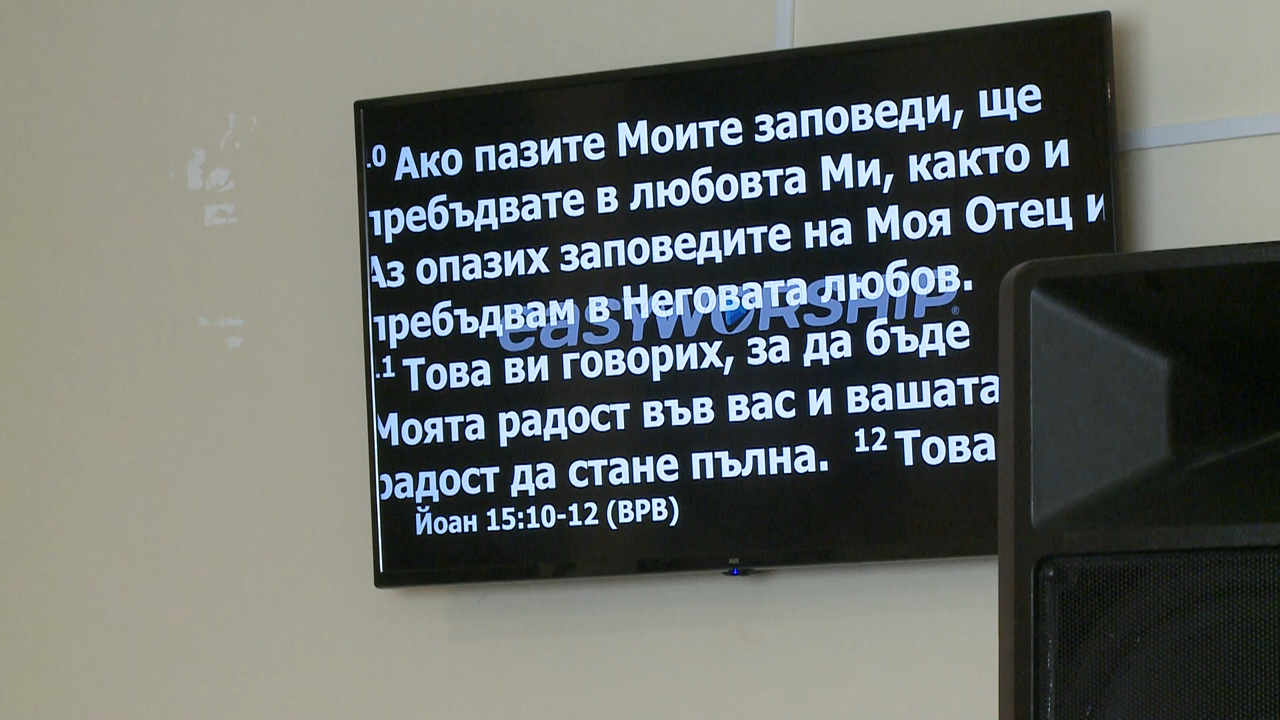 10 Ако пазите Моите заповеди, ще
пребъдвате в любовта Ми, както и
Аз опазих заповедите на Моя Отец и
пребъдвам в Неговата любов.
EASYWORSHIP®
11 Това ви говорих, за да бъде
Моята радост във вас и вашата
радост да стане пълна. 12 Това
Йоан 15:10-12 (ВРВ)